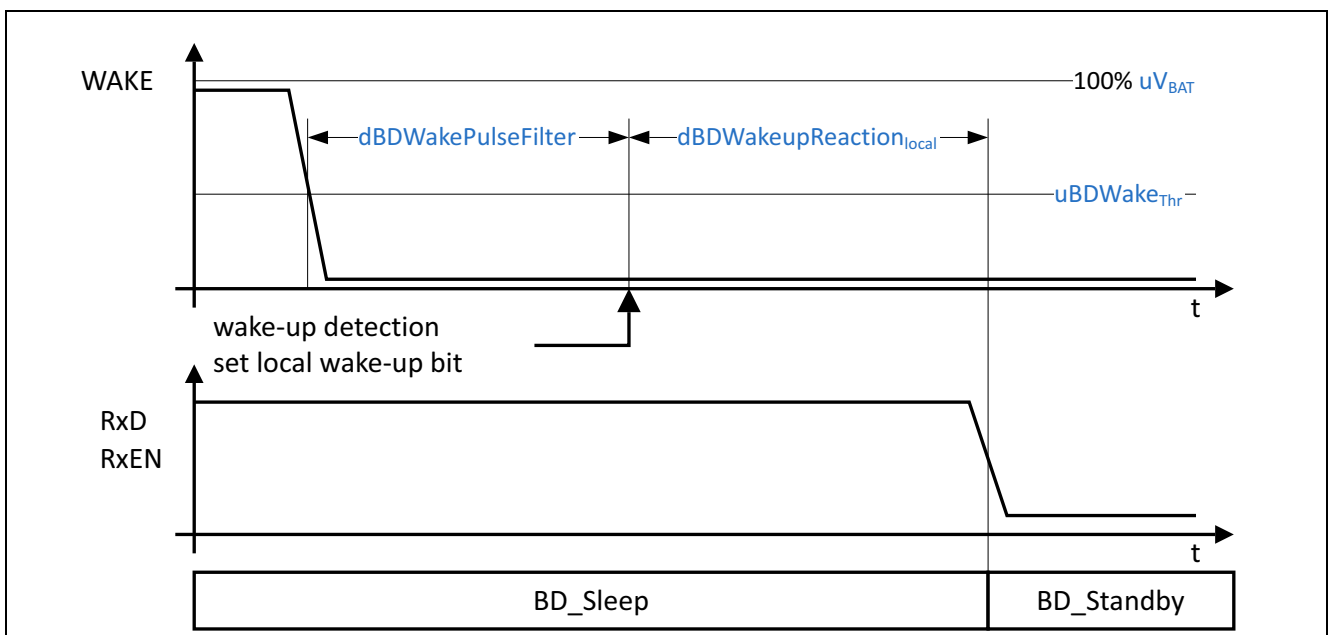 WAKE
100% uVBAT
dBDWakePulseFilter
dBDWakeupReactionlocal
uBDWakeThr
t
wake-up detection
set local wake-up bit
RxD
RxEN
t
BD_Sleep
BD_Standby